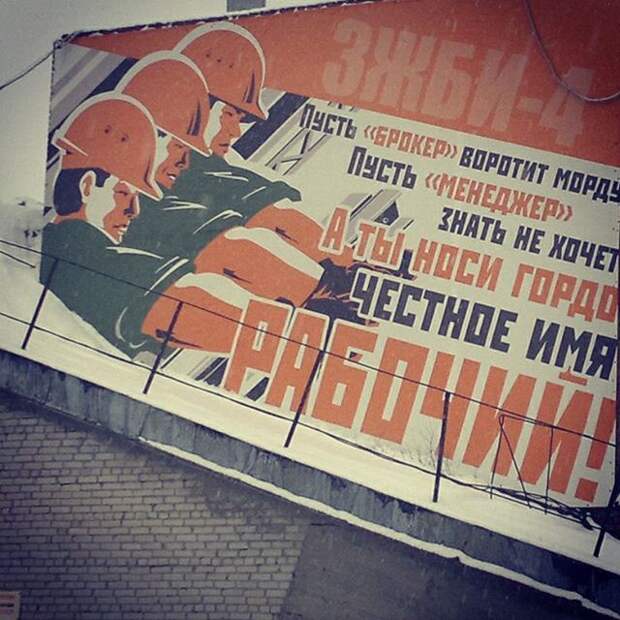 ЗЖБИ-4
Пусть «БРОКЕР» ВОРОТИТ МОРДУ
Пусть «МЕНЕДЖЕР»
ЗНАТЬ НЕ ХОЧЕТ
А ТЫ НОСИ ГОРДО
ЧЕСТНОЕ ИМЯ
РАБОЧИЙ!